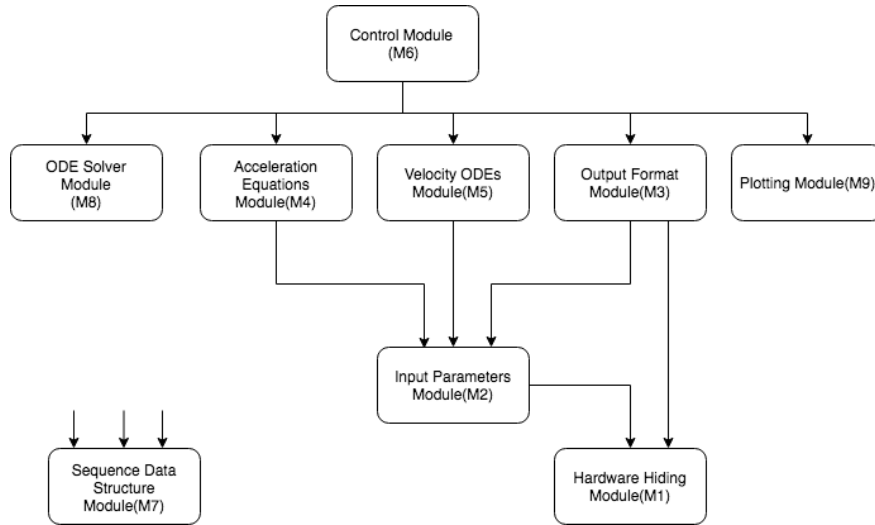 Control Module
(M6)
ODE Solver
Module
(M8)
Acceleration
Equations
Module(M4)
Velocity ODEs
Module(M5)
Output Format
Module(M3)
Plotting Module(M9)
Input Parameters
Module(M2)
Sequence Data
Structure
Module(M7)
Hardware Hiding
Module(M1)